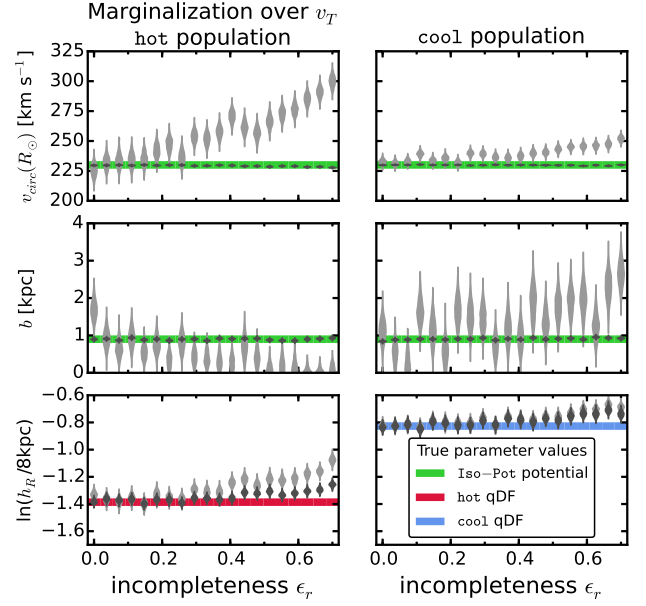 Marginalization over v_T
hot population
cool population
v_circ(R_⊙) [km s⁻¹]
325
300
275
250
225
200
b [kpc]
4
3
2
1
0
ln(h_R/8kpc)
−0.6
−0.8
−1.0
−1.2
−1.4
−1.6
True parameter values
Iso−Pot potential
hot qDF
cool qDF
0.0 0.2 0.4 0.6
0.0 0.2 0.4 0.6
incompleteness ϵ_r
incompleteness ϵ_r